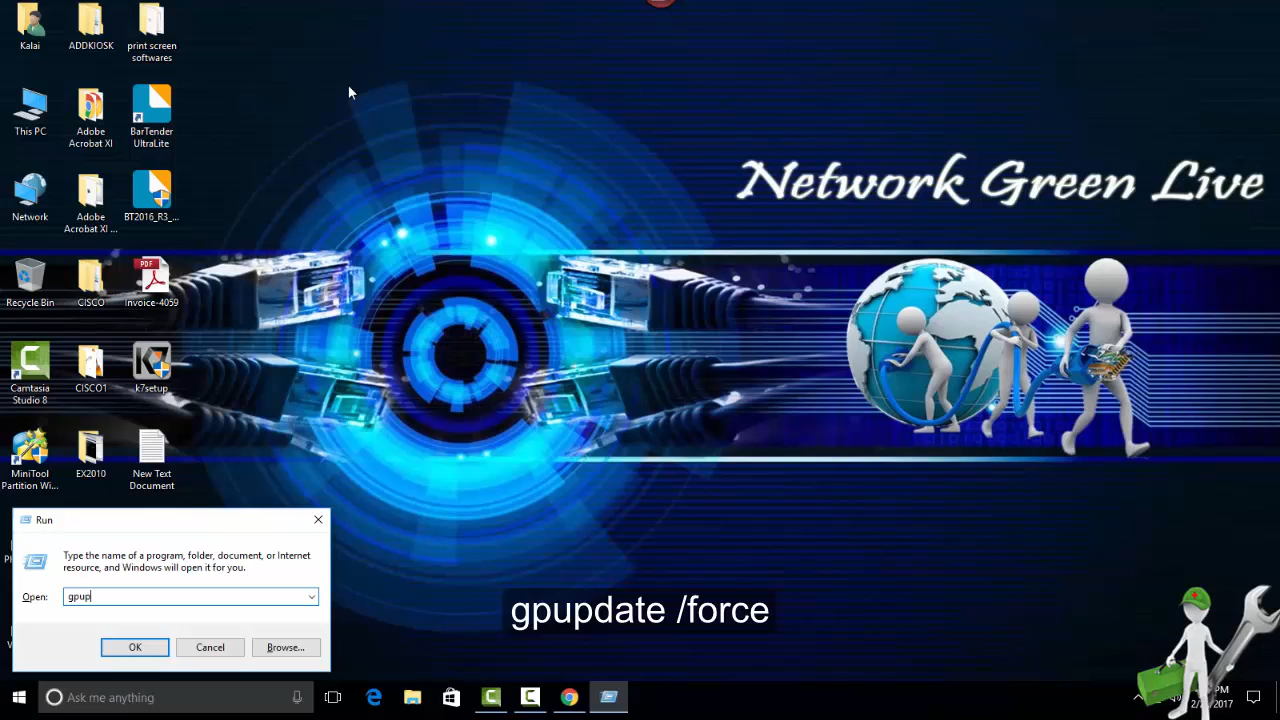 Kalai
ADDKIOSK
print screen
softwares
This PC
Adobe
Acrobat XI
BarTender
UltraLite
Network
Adobe
Acrobat XI ...
BT2016_R3_...
Recycle Bin
CISCO
Invoice-4059
PDF
Camtasia
Studio 8
CISCO1
k7setup
MiniTool
Partition Wi...
EX2010
New Text
Document
Network Green Live
Run
Type the name of a program, folder, document, or Internet
resource, and Windows will open it for you.
Open:
gpup
OK
Cancel
Browse...
gpupdate /force
Ask me anything
PM